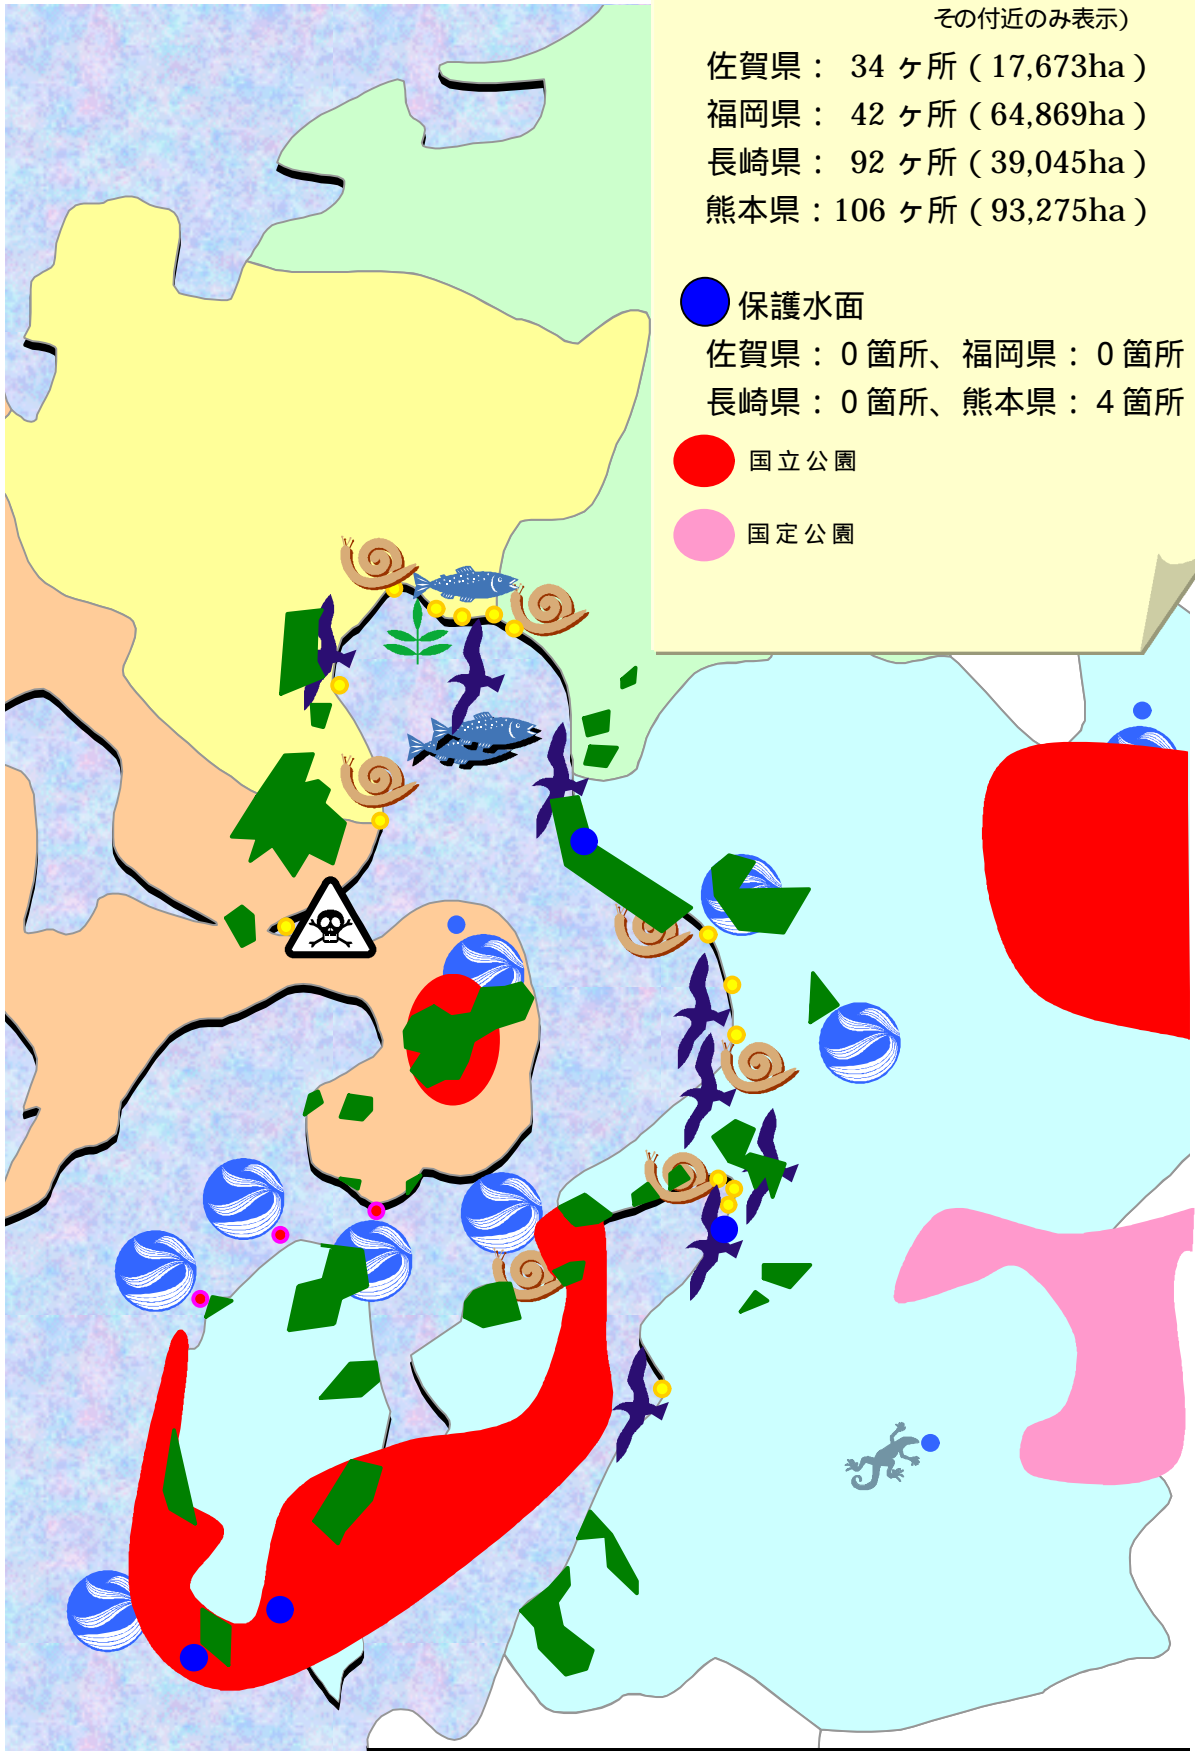 その付近のみ表示）
佐賀県： 34 ヶ所（17,673ha）
福岡県： 42 ヶ所（64,869ha）
長崎県： 92 ヶ所（39,045ha）
熊本県：106 ヶ所（93,275ha）
保護水面
佐賀県：０箇所、福岡県：０箇所
長崎県：０箇所、熊本県：４箇所
国立公園
国定公園